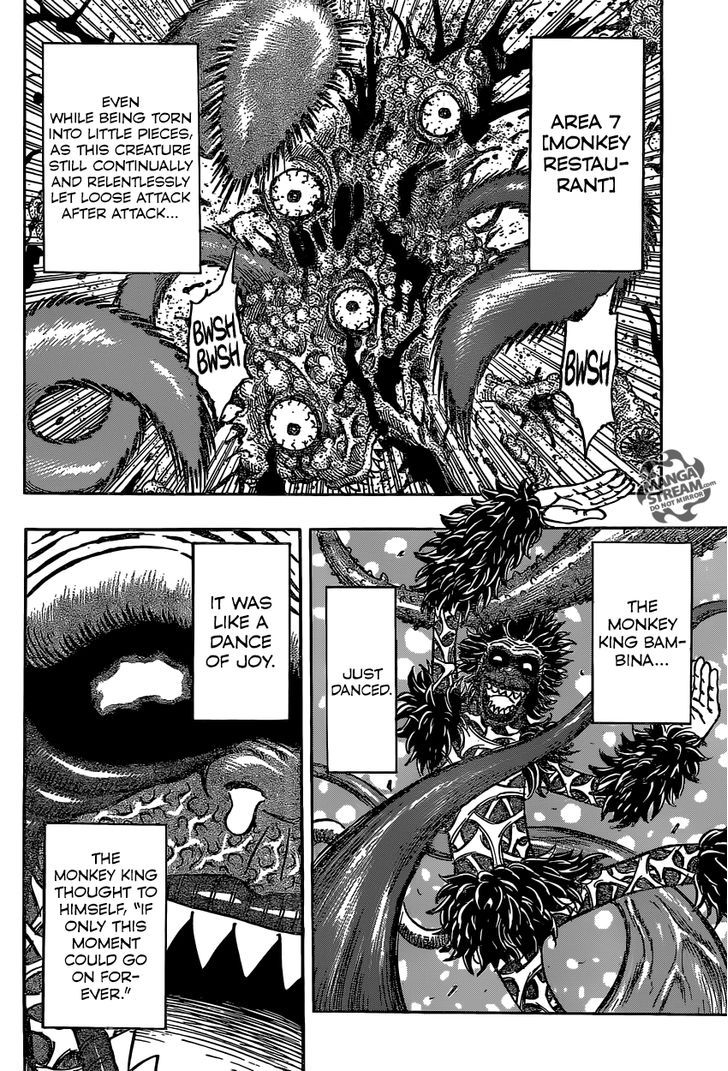 AREA 7
[MONKEY
RESTAU-
RANT]
EVEN
WHILE BEING TORN
INTO LITTLE PIECES,
AS THIS CREATURE
STILL CONTINUALLY
AND RELENTLESSLY
LET LOOSE ATTACK
AFTER ATTACK...
BWSH
BWSH
BWSH
MANGA
STREAM.com
DO NOT MIRROR
THE
MONKEY
KING BAM-
BINA...
JUST
DANCED.
IT WAS
LIKE A
DANCE
OF JOY.
THE
MONKEY KING
THOUGHT TO
HIMSELF, "IF
ONLY THIS
MOMENT
COULD GO
ON FOR-
EVER."